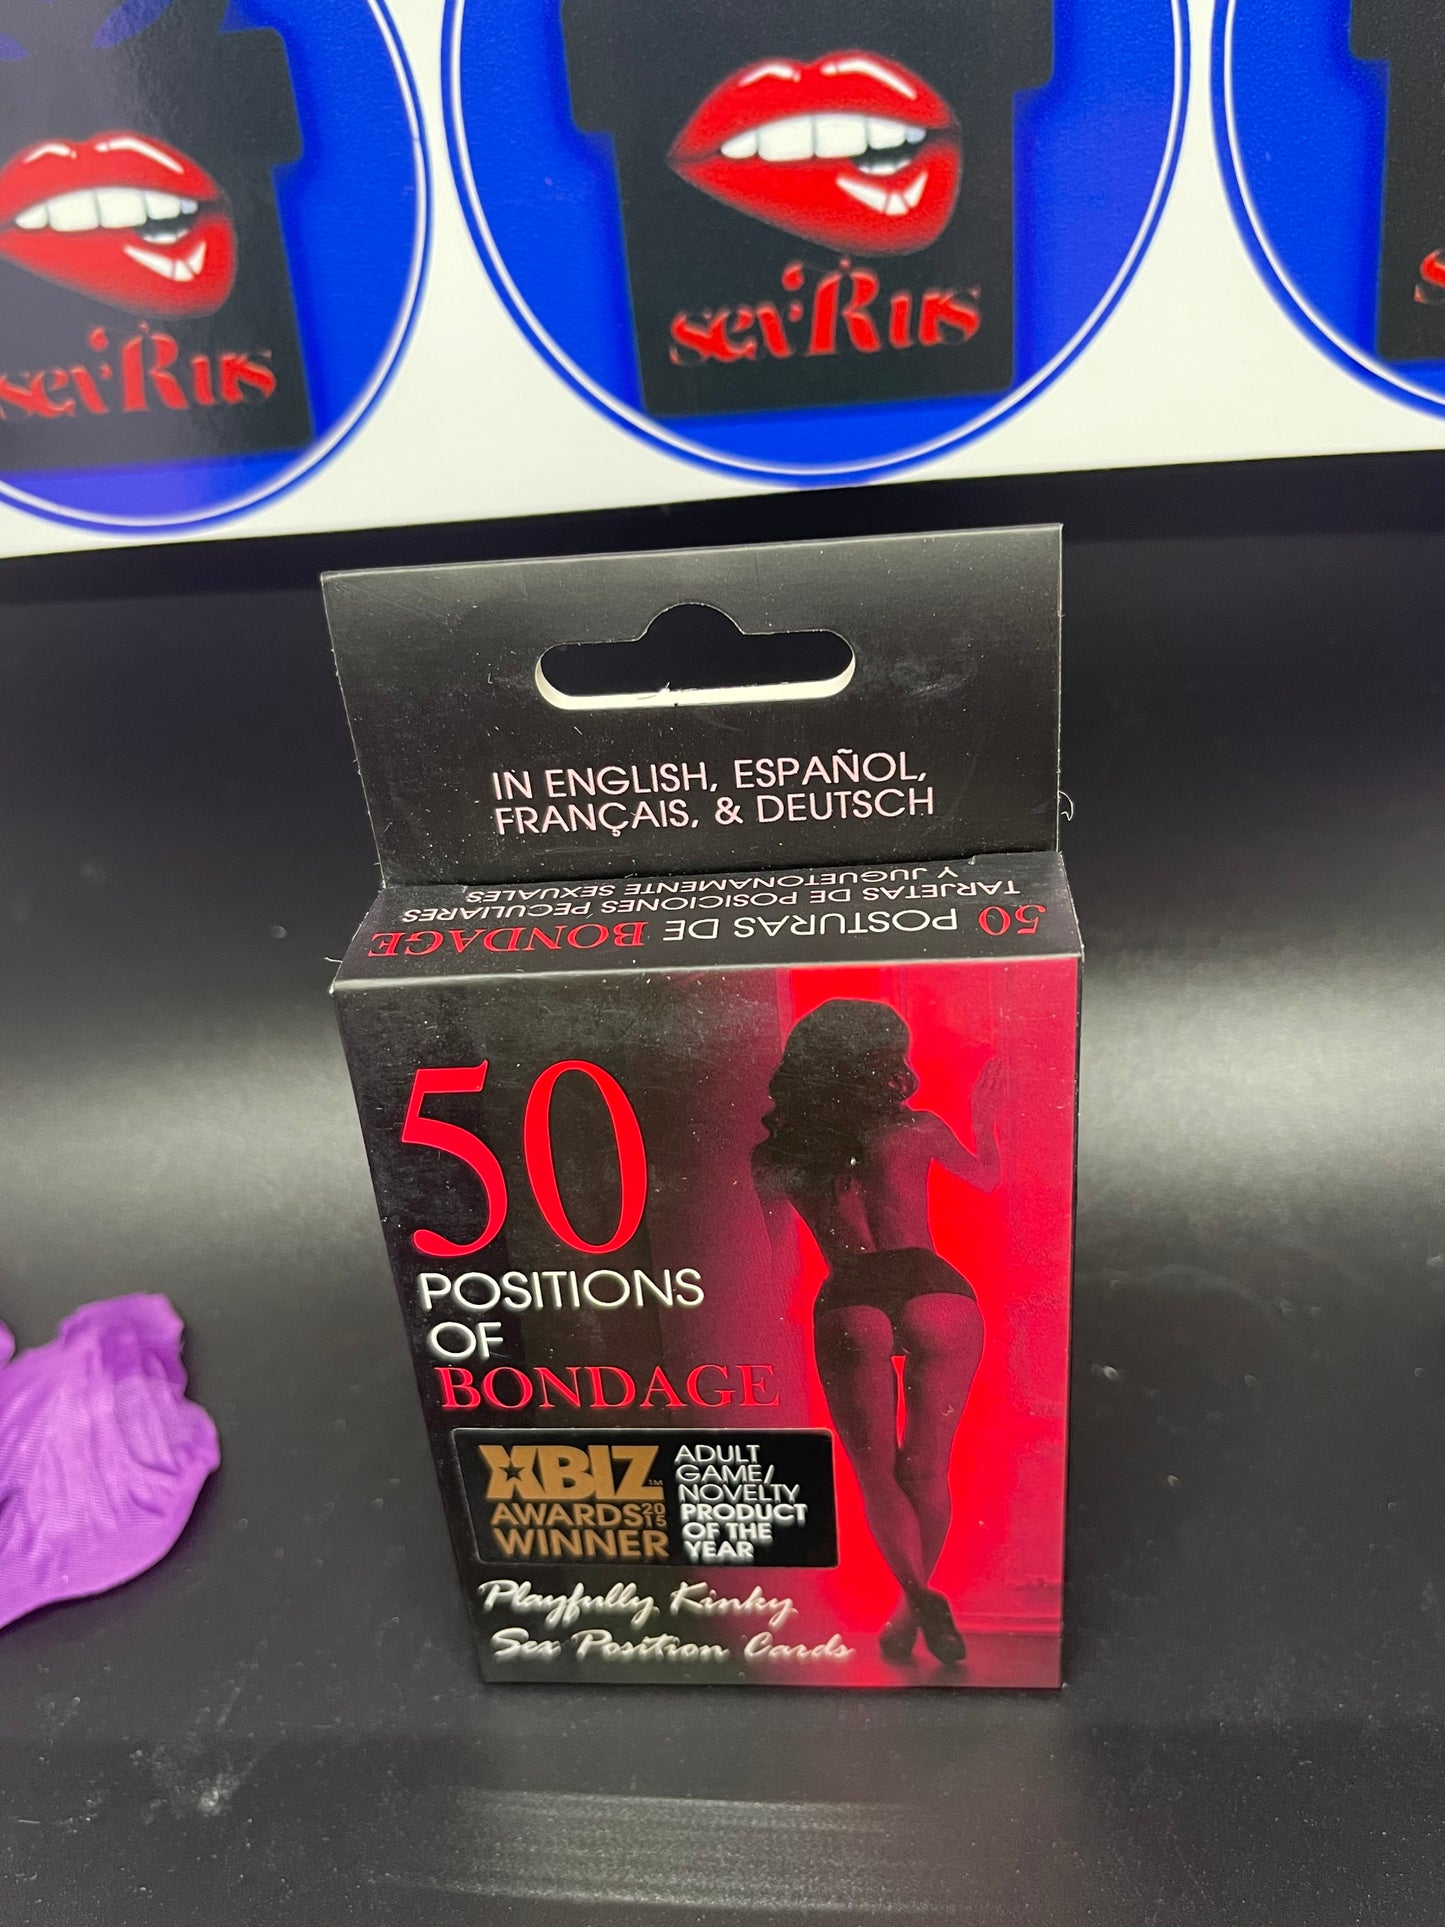 sex'Rus
sex'Rus
IN ENGLISH, ESPAÑOL,
FRANÇAIS, & DEUTSCH
50 POSTURAS DE BONDAGE
TARJETAS DE POSICIONES PECULIARES
Y JUGUETONAMENTE SEXUALES
50
POSITIONS
OF
BONDAGE
XBIZ™
AWARDS 2015
WINNER
ADULT
GAME/
NOVELTY
PRODUCT
OF THE
YEAR
Playfully Kinky
Sex Position Cards